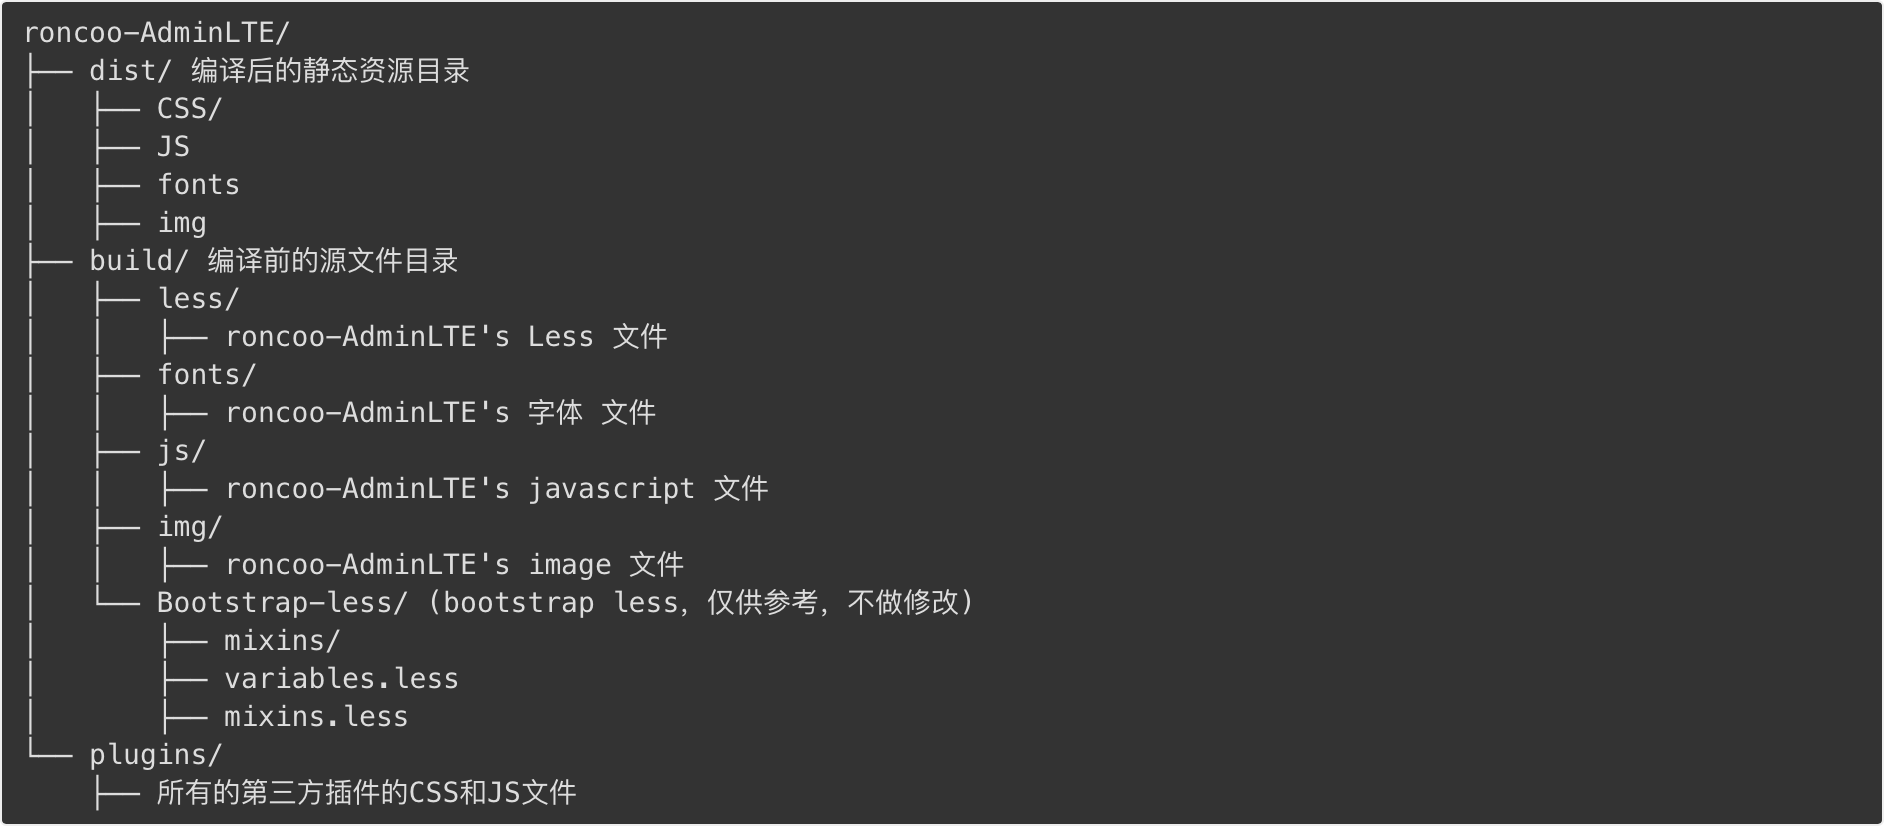 roncoo-AdminLTE/
├── dist/ 编译后的静态资源目录
│   ├── CSS/
│   ├── JS
│   ├── fonts
│   ├── img
├── build/ 编译前的源文件目录
│   ├── less/
│   │   ├── roncoo-AdminLTE's Less 文件
│   ├── fonts/
│   │   ├── roncoo-AdminLTE's 字体 文件
│   ├── js/
│   │   ├── roncoo-AdminLTE's javascript 文件
│   ├── img/
│   │   ├── roncoo-AdminLTE's image 文件
│   └── Bootstrap-less/ (bootstrap less，仅供参考，不做修改)
│       ├── mixins/
│       ├── variables.less
│       ├── mixins.less
└── plugins/
    ├── 所有的第三方插件的CSS和JS文件